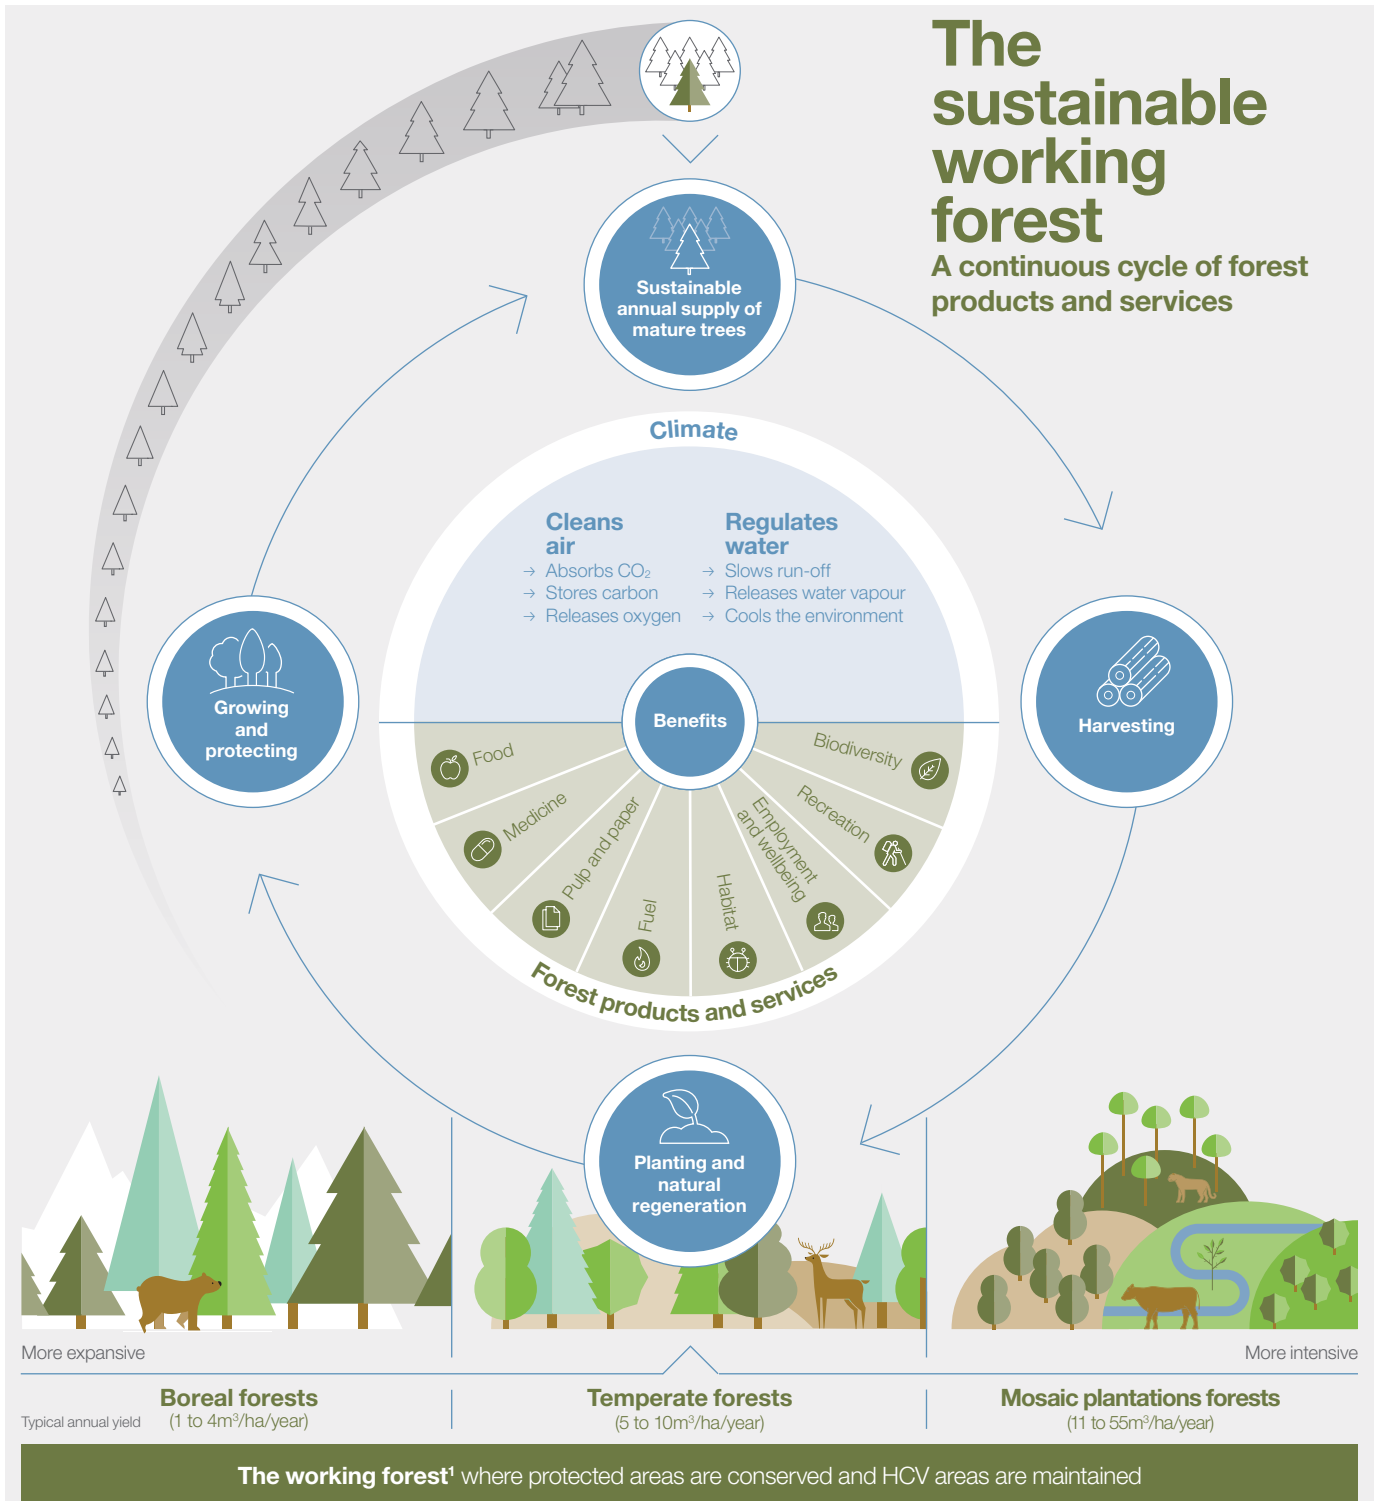 The
sustainable
working
forest
A continuous cycle of forest
products and services
Sustainable
annual supply of
mature trees
Climate
Cleans
air
→ Absorbs CO₂
→ Stores carbon
→ Releases oxygen
Regulates
water
→ Slows run-off
→ Releases water vapour
→ Cools the environment
Growing
and
protecting
Benefits
Harvesting
Food
Medicine
Pulp and paper
Fuel
Habitat
Employment
and wellbeing
Recreation
Biodiversity
Forest products and services
Planting and
natural
regeneration
More expansive
More intensive
Boreal forests
Temperate forests
Mosaic plantations forests
Typical annual yield
(1 to 4m³/ha/year)
(5 to 10m³/ha/year)
(11 to 55m³/ha/year)
The working forest¹ where protected areas are conserved and HCV areas are maintained